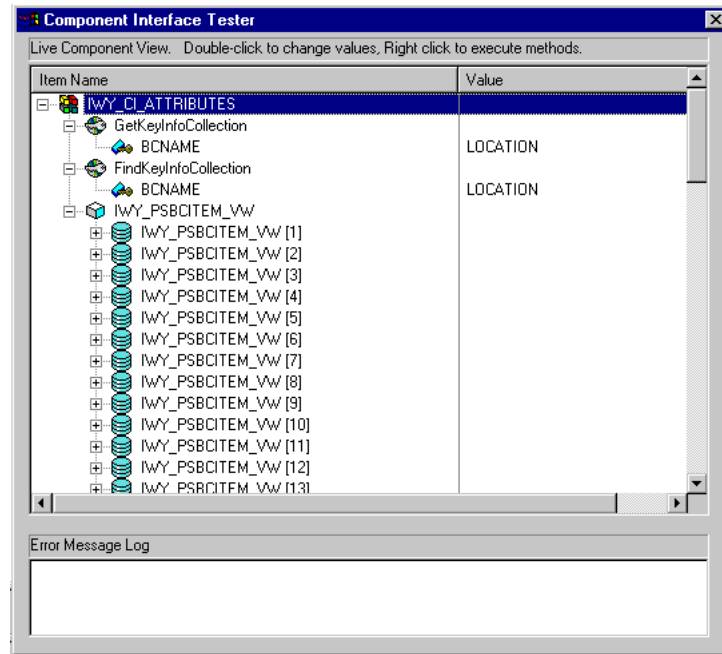 Component Interface Tester
Live Component View. Double-click to change values, Right click to execute methods.
Item Name Value
IWY_CI_ATTRIBUTES
GetKeyInfoCollection
BCNAME LOCATION
FindKeyInfoCollection
BCNAME LOCATION
IWY_PSBCITEM_VW
IWY_PSBCITEM_VW [1]
IWY_PSBCITEM_VW [2]
IWY_PSBCITEM_VW [3]
IWY_PSBCITEM_VW [4]
IWY_PSBCITEM_VW [5]
IWY_PSBCITEM_VW [6]
IWY_PSBCITEM_VW [7]
IWY_PSBCITEM_VW [8]
IWY_PSBCITEM_VW [9]
IWY_PSBCITEM_VW [10]
IWY_PSBCITEM_VW [11]
IWY_PSBCITEM_VW [12]
IWY_PSBCITEM_VW [13]
Error Message Log